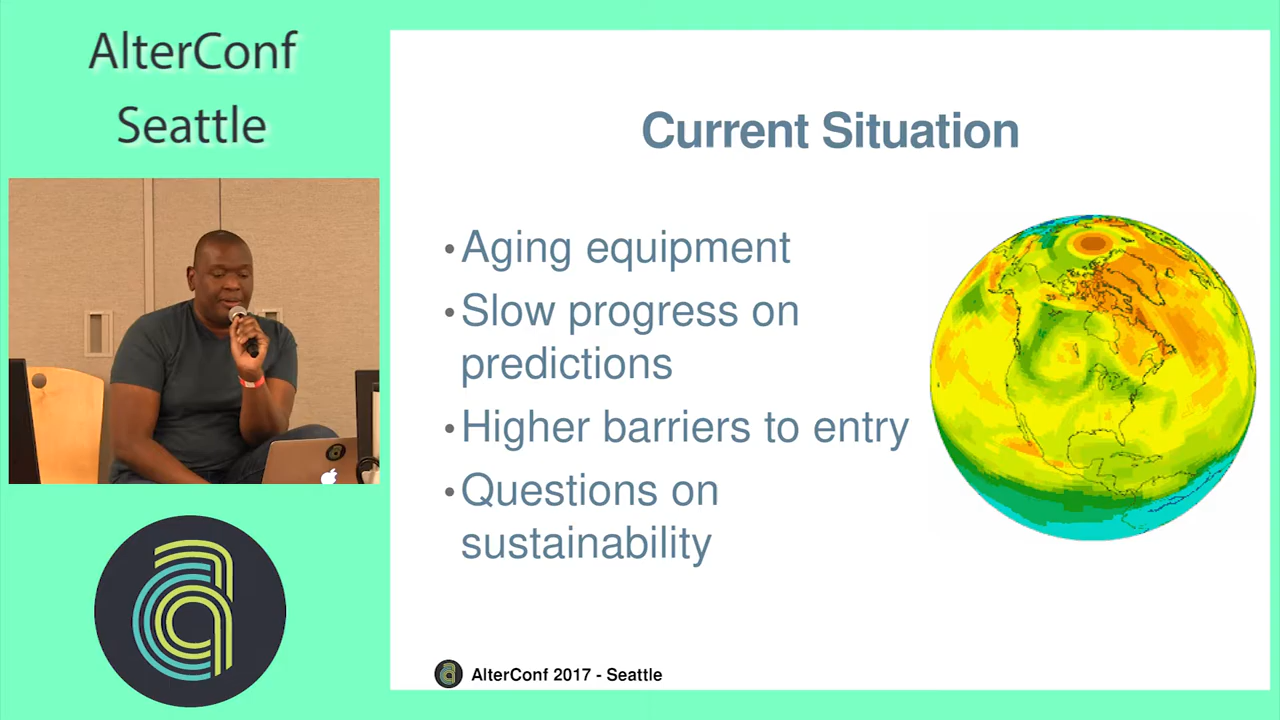 AlterConf
Seattle
Current Situation
•Aging equipment
•Slow progress on
predictions
•Higher barriers to entry
•Questions on
sustainability
AlterConf 2017 - Seattle